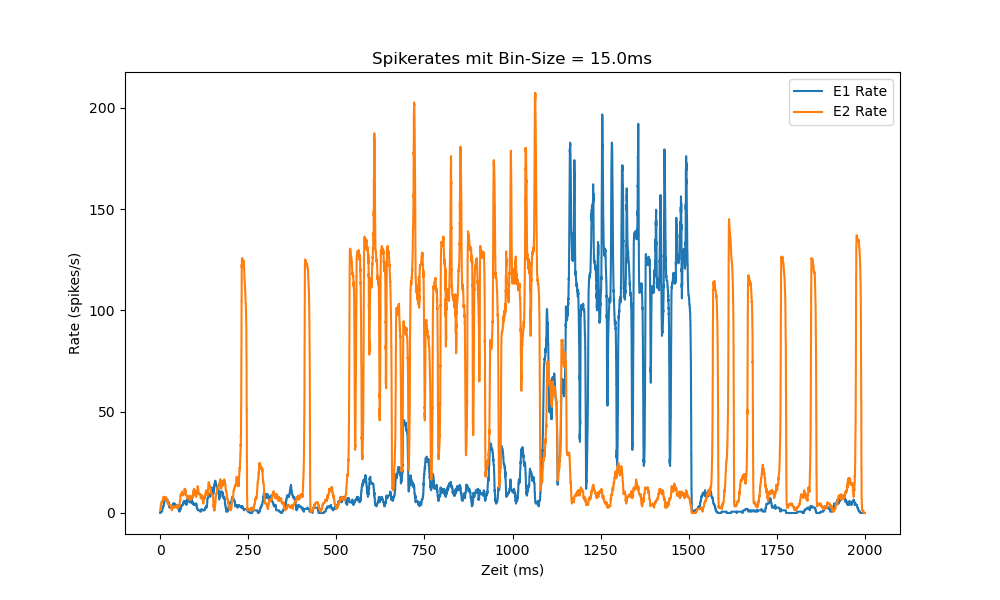 Spikerates mit Bin-Size = 15.0ms
E1 Rate
E2 Rate
200
150
100
50
0
Rate (spikes/s)
0 250 500 750 1000 1250 1500 1750 2000
Zeit (ms)